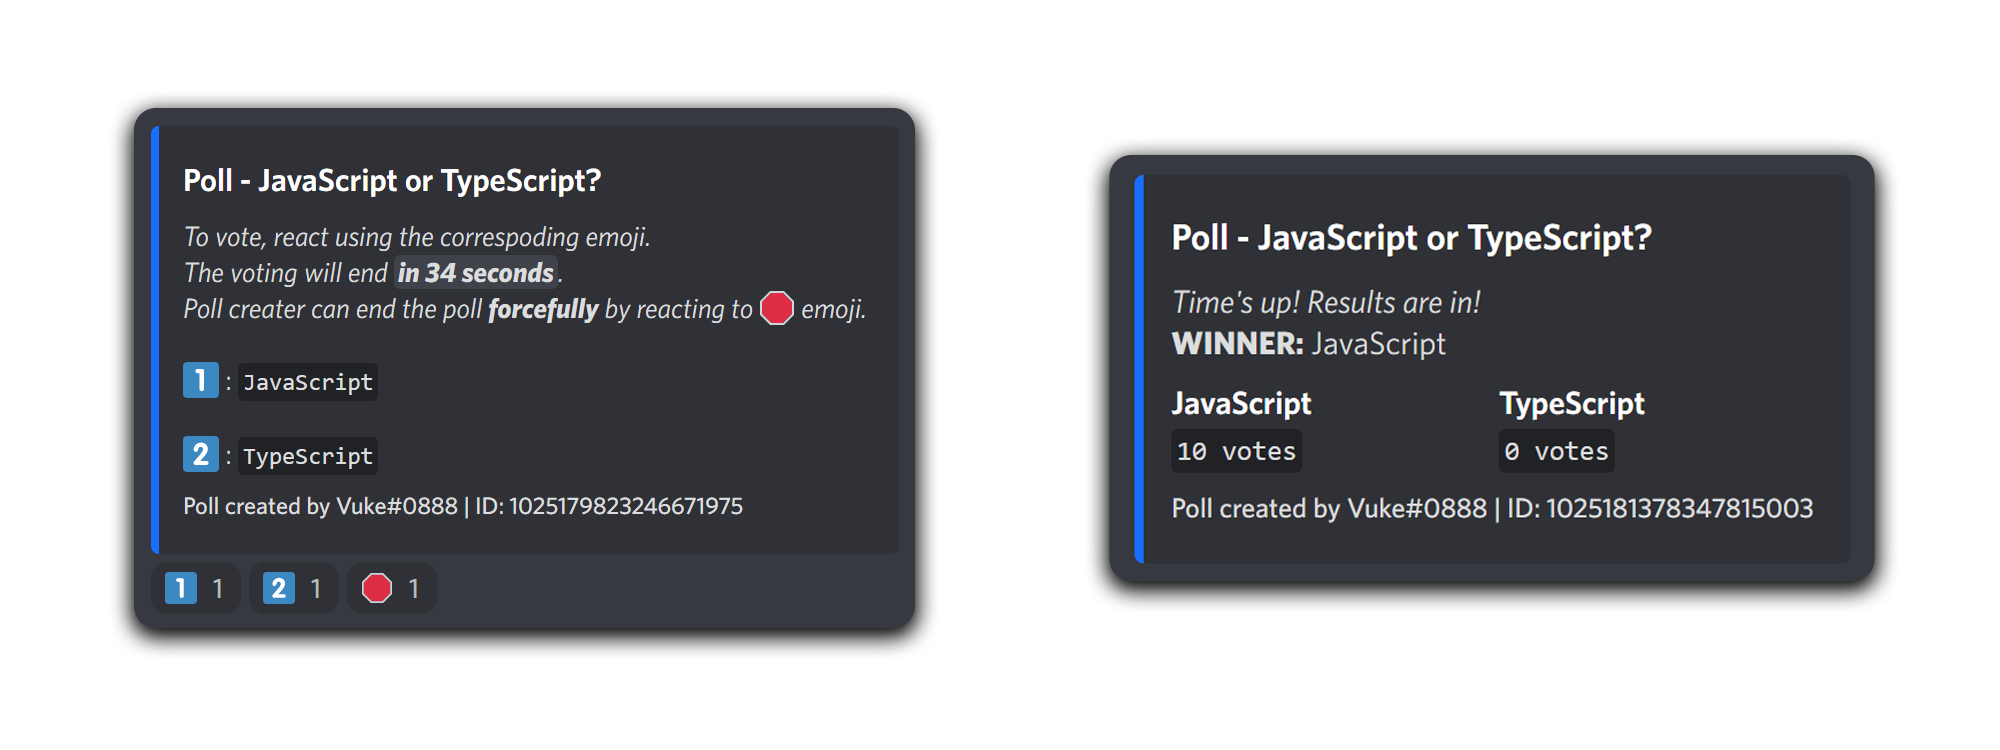 Poll - JavaScript or TypeScript?
To vote, react using the correspoding emoji.
The voting will end in 34 seconds.
Poll creater can end the poll forcefully by reacting to 🛑 emoji.
1 : JavaScript
2 : TypeScript
Poll created by Vuke#0888 | ID: 1025179823246671975
1 1 2 1 🛑 1
Poll - JavaScript or TypeScript?
Time's up! Results are in!
WINNER: JavaScript
JavaScript TypeScript
10 votes 0 votes
Poll created by Vuke#0888 | ID: 1025181378347815003